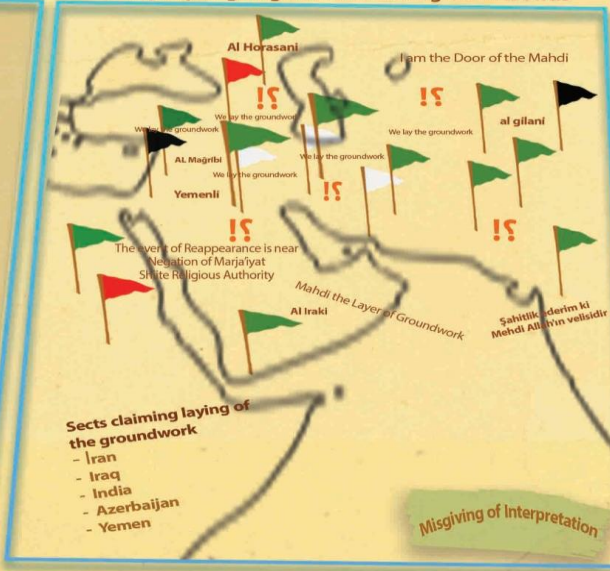 Al Horasani
I am the Door of the Mahdi
!؟
!؟
We lay the groundwork
al gilani
We lay the groundwork
We lay the groundwork
AL Mağribi
We lay the groundwork
We lay the groundwork
Yemenli
!؟
!؟
!؟
The event of Reappearance is near
Negation of Marja'iyat
Shiite Religious Authority
Mahdi the Layer of Groundwork
Al Iraki
Şahitlik ederim ki
Mehdi Allah'ın velisidir
Sects claiming laying of
the groundwork
- İran
- Iraq
- India
- Azerbaijan
- Yemen
Misgiving of Interpretation